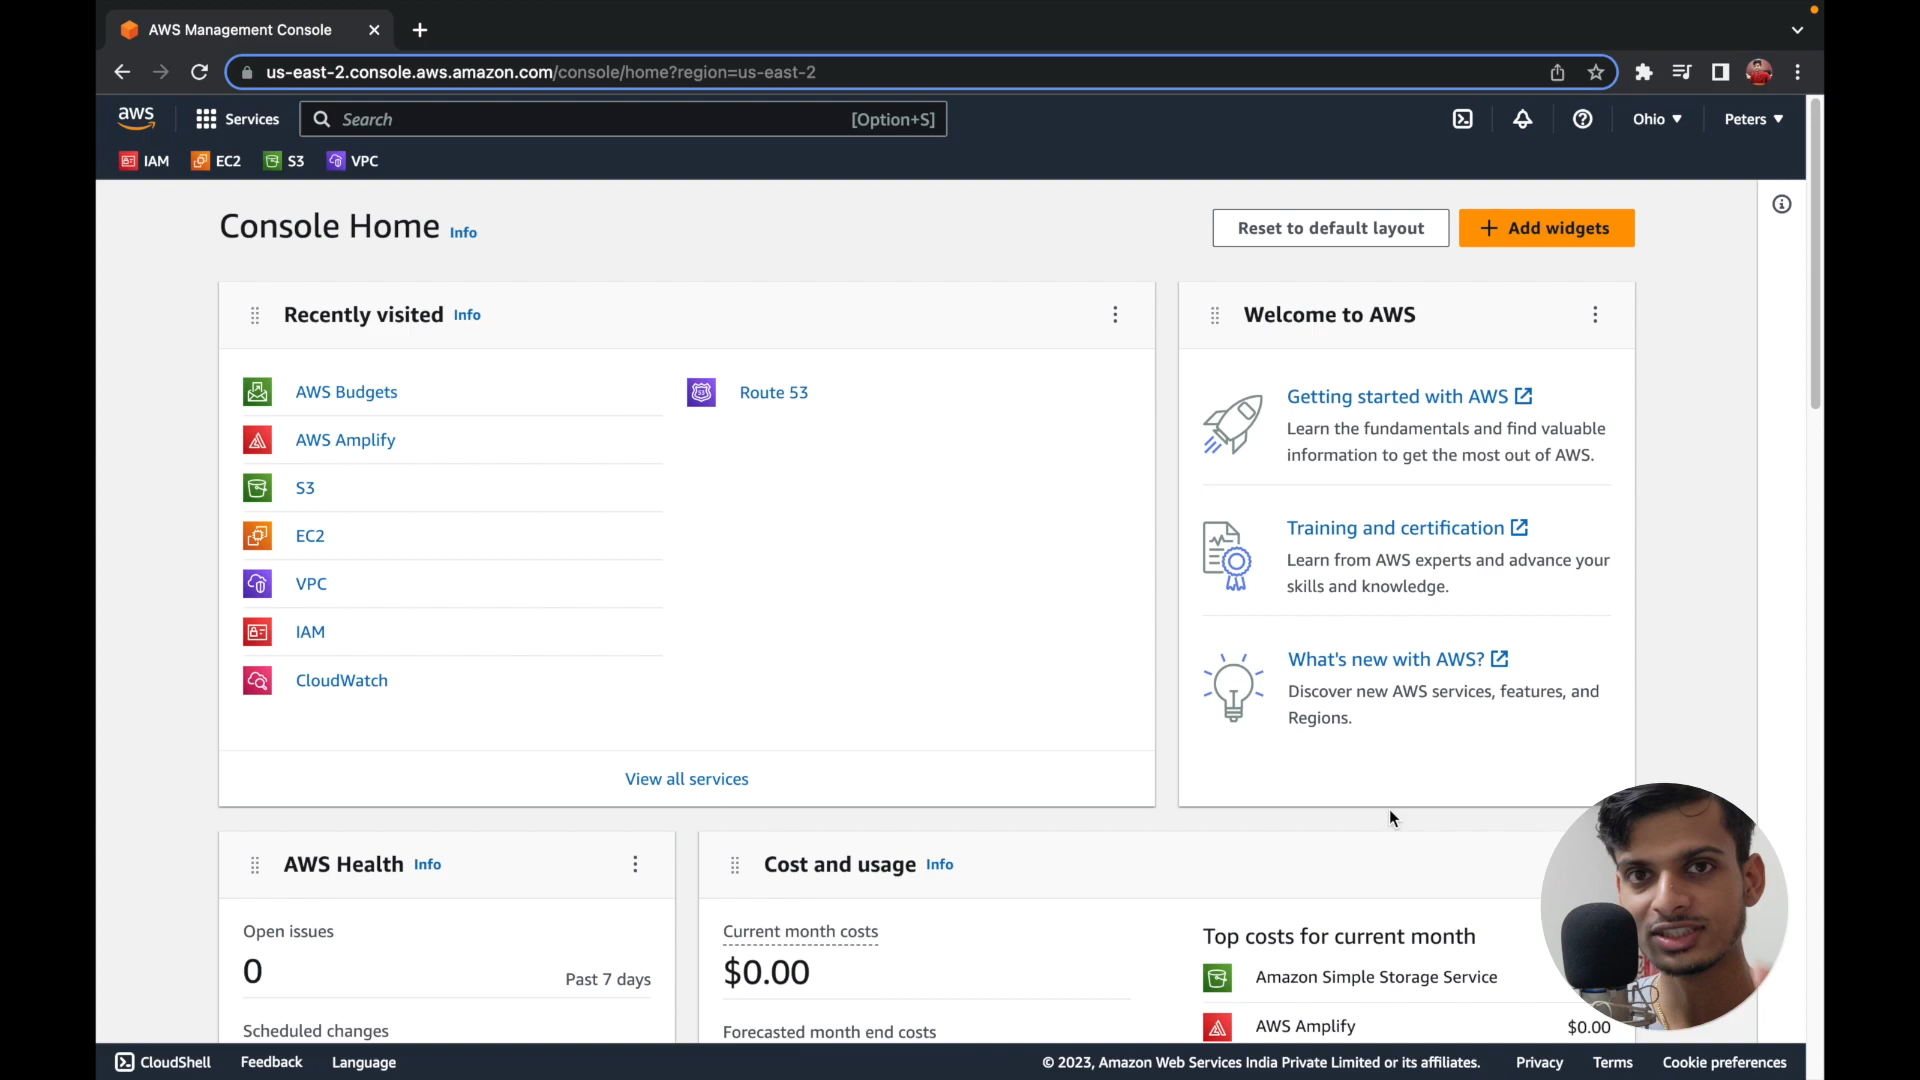 AWS Management Console
us-east-2.console.aws.amazon.com/console/home?region=us-east-2
aws
Services
Search
[Option+S]
Ohio
Peters
IAM
EC2
S3
VPC
Console Home Info
Reset to default layout
Add widgets
Recently visited Info
AWS Budgets
AWS Amplify
S3
EC2
VPC
IAM
CloudWatch
Route 53
View all services
Welcome to AWS
Getting started with AWS
Learn the fundamentals and find valuable
information to get the most out of AWS.
Training and certification
Learn from AWS experts and advance your
skills and knowledge.
What's new with AWS?
Discover new AWS services, features, and
Regions.
AWS Health Info
Open issues
0
Past 7 days
Scheduled changes
Cost and usage Info
Current month costs
$0.00
Forecasted month end costs
Top costs for current month
Amazon Simple Storage Service
AWS Amplify
$0.00
CloudShell
Feedback
Language
© 2023, Amazon Web Services India Private Limited or its affiliates.
Privacy
Terms
Cookie preferences